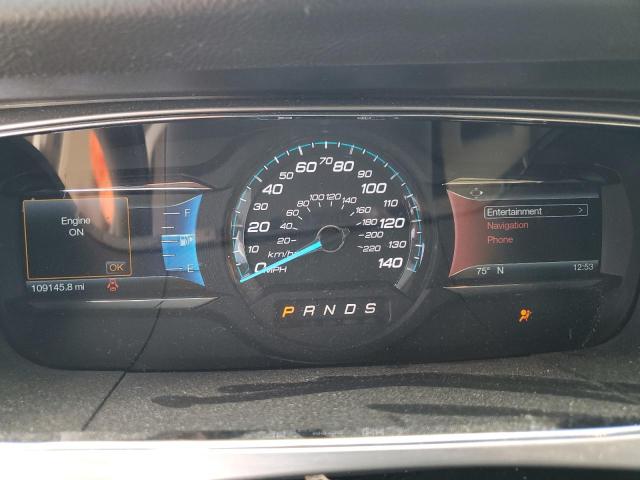 Engine
ON
OK
109145.8 mi
F
E
0
10
20
30
40
50
60
70
80
90
100
110
120
130
140
MPH
20
40
60
80
100
120
140
160
180
200
220
km/h
P R N D S
Entertainment >
Navigation
Phone
75° N
12:53